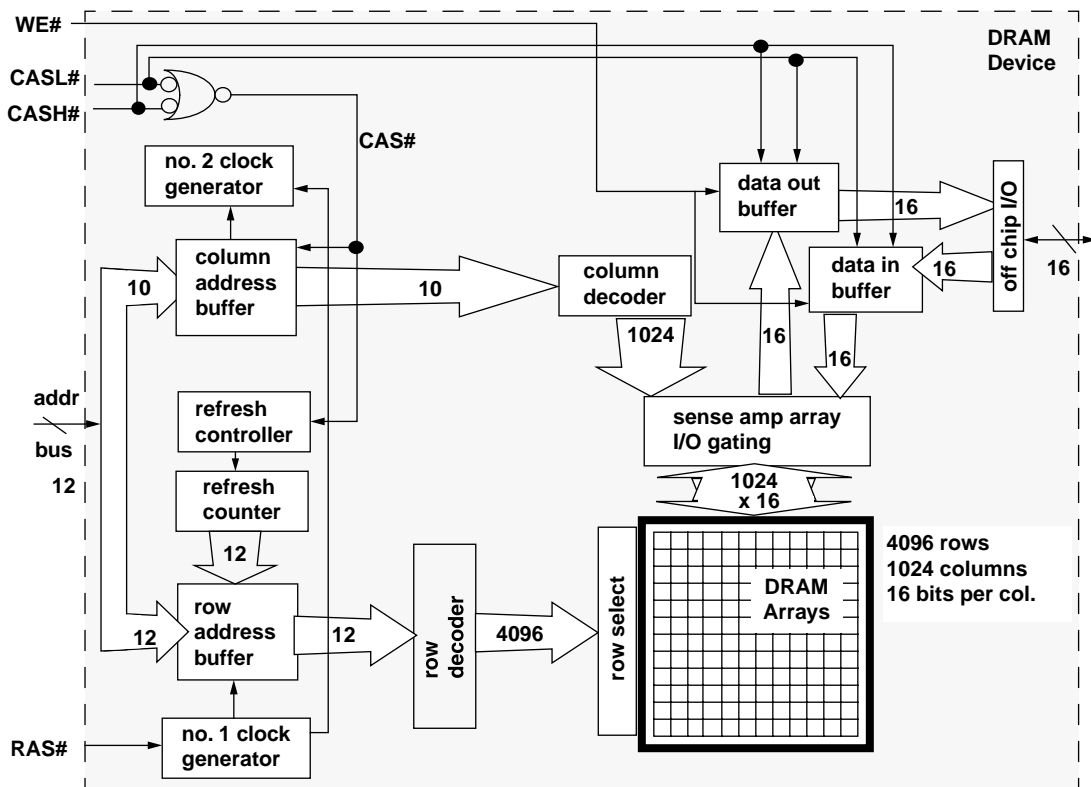 WE#
DRAM
Device
CASL#
CASH#
CAS#
no. 2 clock
generator
data out
buffer
16
off chip I/O
16
column
address
buffer
10
10
column
decoder
data in
buffer
16
1024
16
16
addr
bus
12
refresh
controller
sense amp array
I/O gating
refresh
counter
1024
x 16
12
4096 rows
1024 columns
16 bits per col.
DRAM
Arrays
row
address
buffer
12
12
row
decoder
4096
row select
RAS#
no. 1 clock
generator